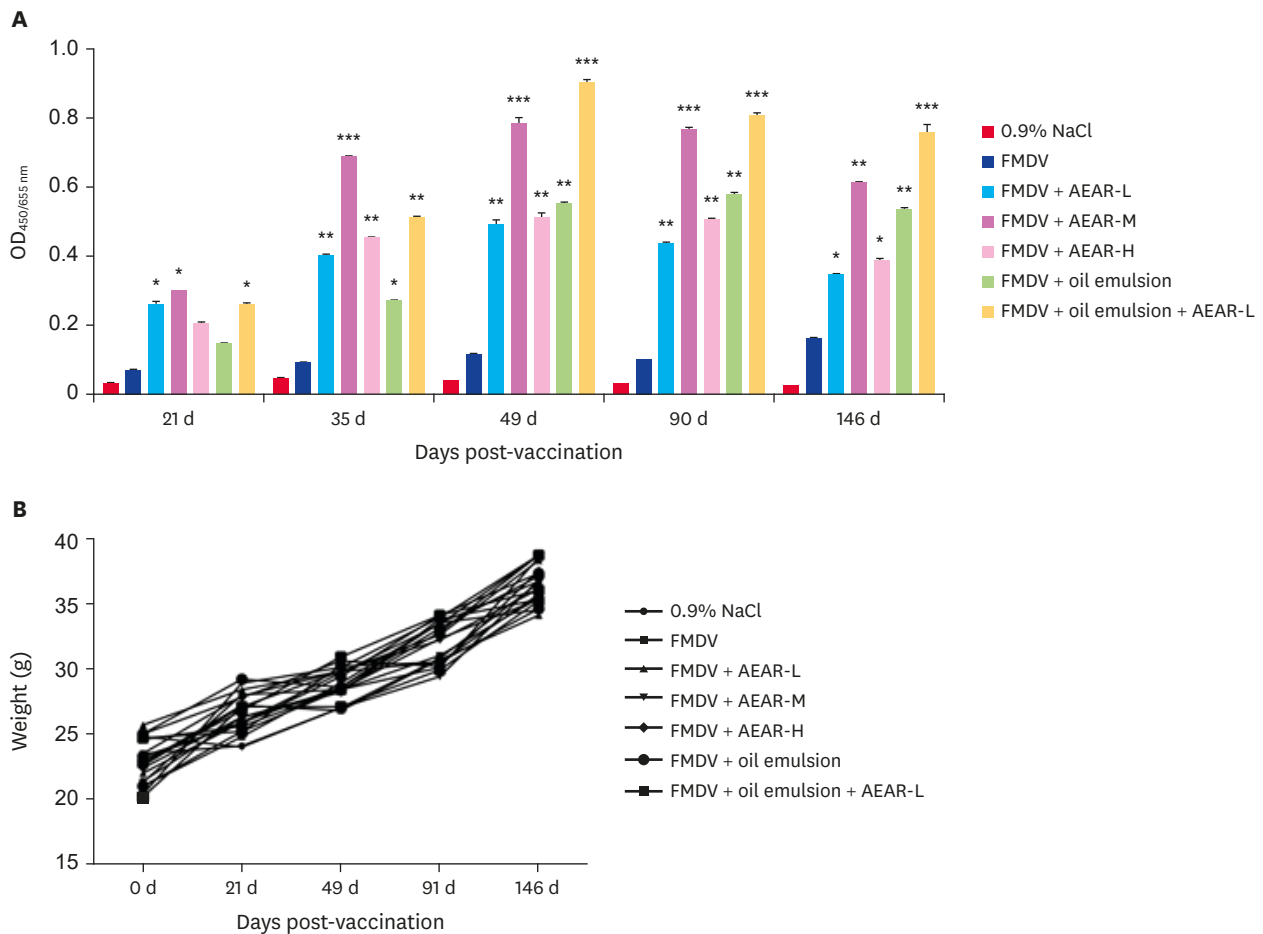 A
1.0
0.8
0.6
0.4
0.2
0
OD450/655 nm
* * *
** *** ** * **
** *** ** ** ***
** *** ** ** ***
* ** * ** ***
21 d 35 d 49 d 90 d 146 d
Days post-vaccination
0.9% NaCl
FMDV
FMDV + AEAR-L
FMDV + AEAR-M
FMDV + AEAR-H
FMDV + oil emulsion
FMDV + oil emulsion + AEAR-L
B
40
35
30
25
20
15
Weight (g)
0 d 21 d 49 d 91 d 146 d
Days post-vaccination
0.9% NaCl
FMDV
FMDV + AEAR-L
FMDV + AEAR-M
FMDV + AEAR-H
FMDV + oil emulsion
FMDV + oil emulsion + AEAR-L